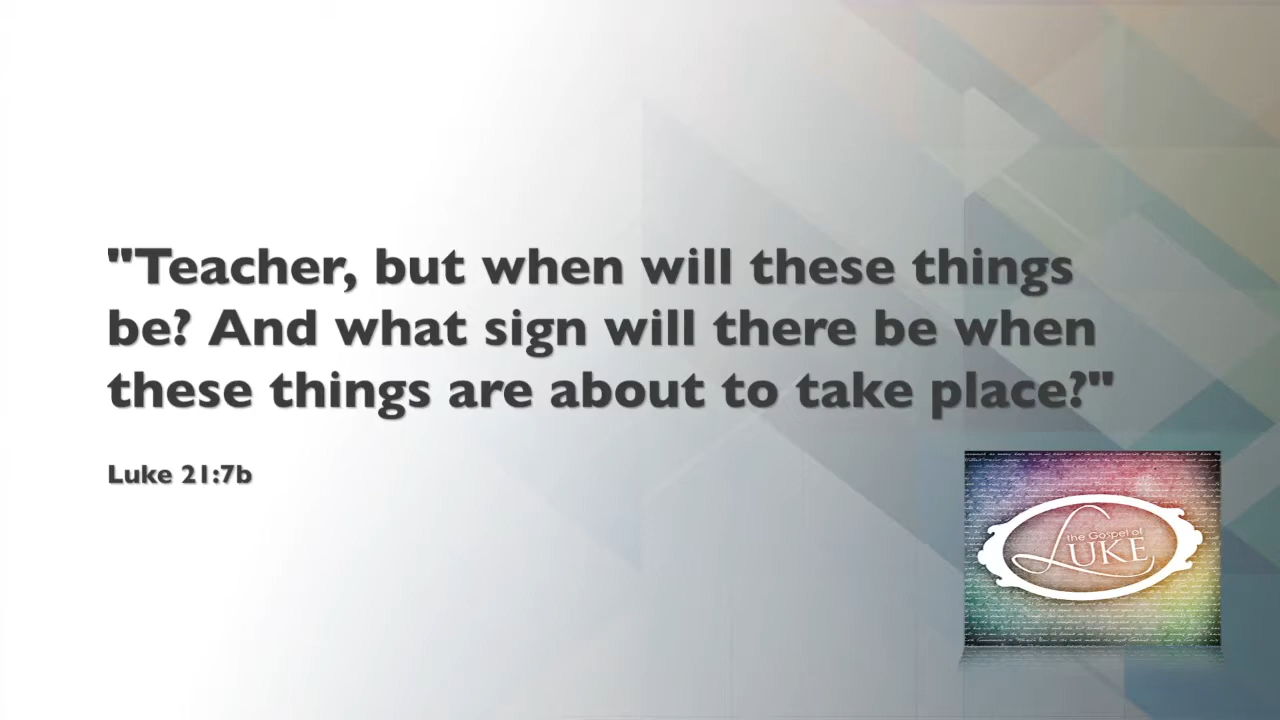 "Teacher, but when will these things
be? And what sign will there be when
these things are about to take place?"
Luke 21:7b
the Gospel of
LUKE